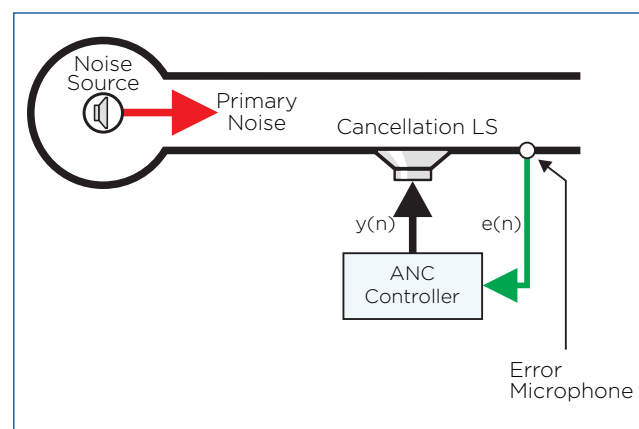 Noise
Source
Primary
Noise
Cancellation LS
y(n)
e(n)
ANC
Controller
Error
Microphone